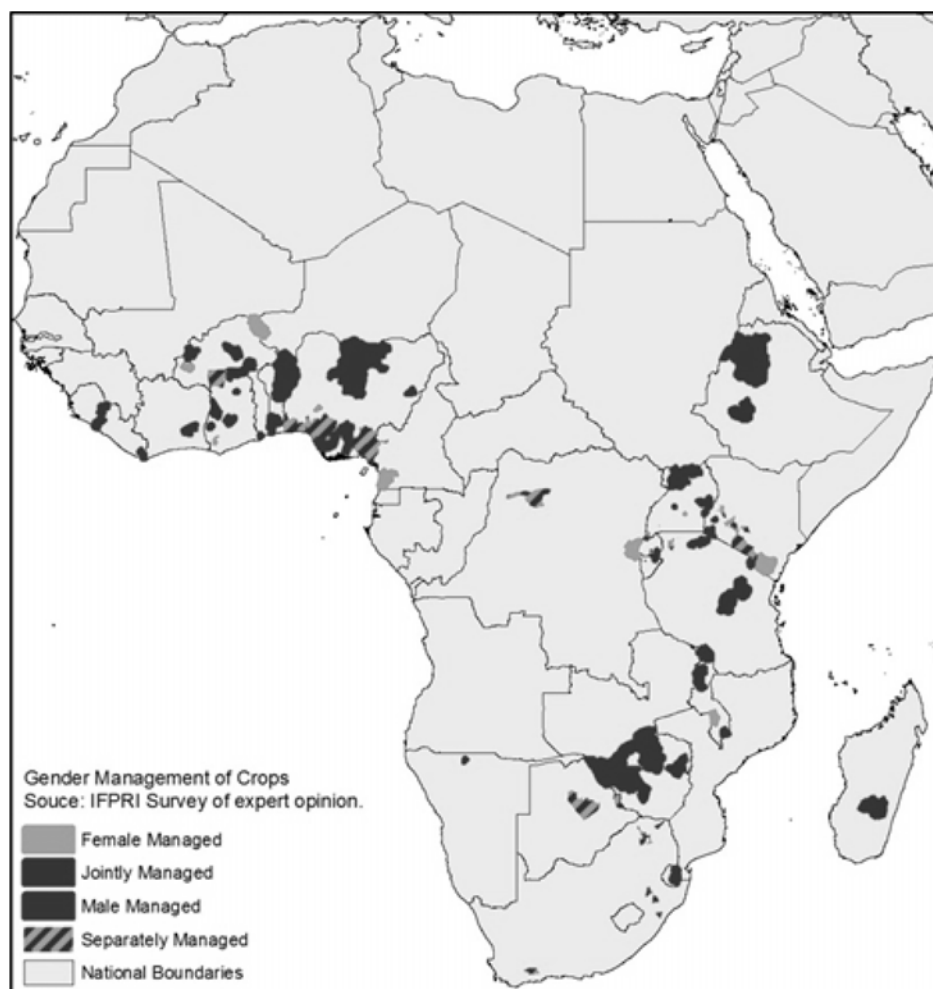 Gender Management of Crops
Souce: IFPRI Survey of expert opinion.
Female Managed
Jointly Managed
Male Managed
Separately Managed
National Boundaries